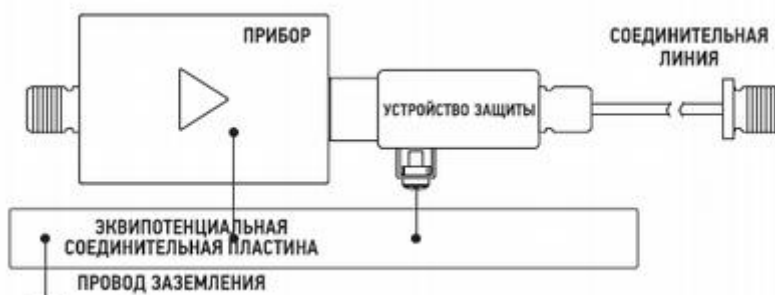 ПРИБОР
СОЕДИНИТЕЛЬНАЯ
ЛИНИЯ
УСТРОЙСТВО ЗАЩИТЫ
ЭКВИПОТЕНЦИАЛЬНАЯ
СОЕДИНИТЕЛЬНАЯ ПЛАСТИНА
ПРОВОД ЗАЗЕМЛЕНИЯ